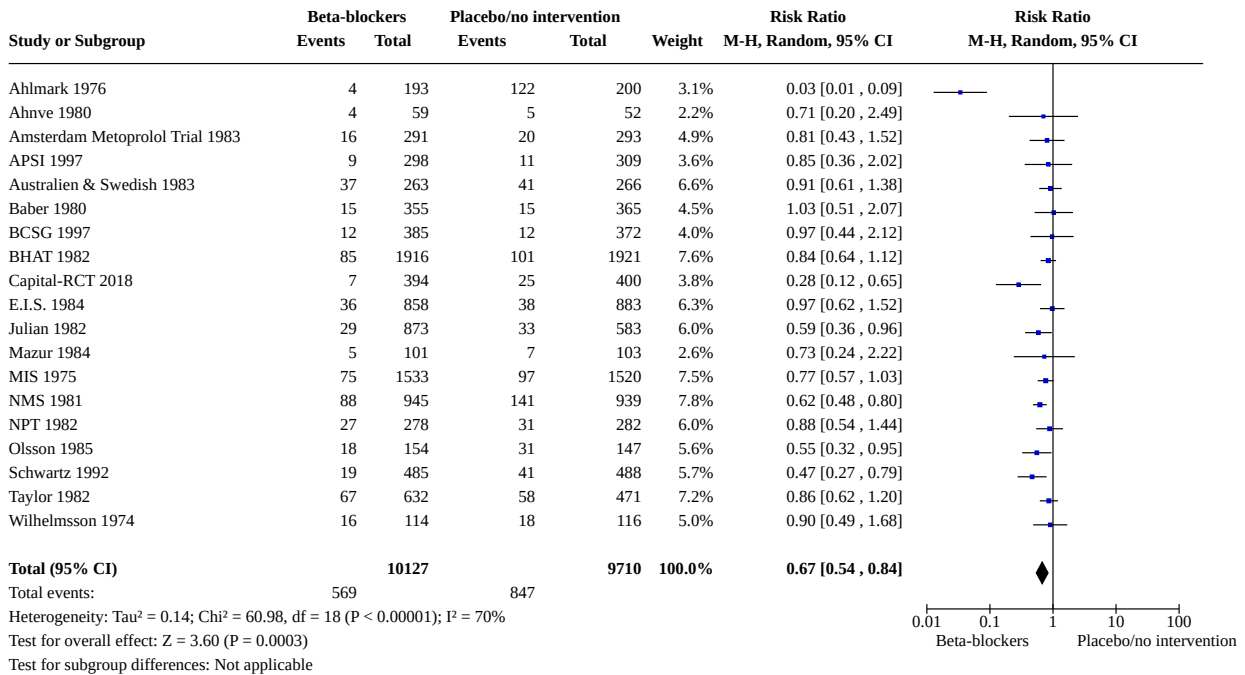 Beta-blockers Placebo/no intervention Risk Ratio Risk Ratio
Study or Subgroup Events Total Events Total Weight M-H, Random, 95% CI M-H, Random, 95% CI
Ahlmark 1976 4 193 122 200 3.1% 0.03 [0.01 , 0.09]
Ahnve 1980 4 59 5 52 2.2% 0.71 [0.20 , 2.49]
Amsterdam Metoprolol Trial 1983 16 291 20 293 4.9% 0.81 [0.43 , 1.52]
APSI 1997 9 298 11 309 3.6% 0.85 [0.36 , 2.02]
Australien & Swedish 1983 37 263 41 266 6.6% 0.91 [0.61 , 1.38]
Baber 1980 15 355 15 365 4.5% 1.03 [0.51 , 2.07]
BCSG 1997 12 385 12 372 4.0% 0.97 [0.44 , 2.12]
BHAT 1982 85 1916 101 1921 7.6% 0.84 [0.64 , 1.12]
Capital-RCT 2018 7 394 25 400 3.8% 0.28 [0.12 , 0.65]
E.I.S. 1984 36 858 38 883 6.3% 0.97 [0.62 , 1.52]
Julian 1982 29 873 33 583 6.0% 0.59 [0.36 , 0.96]
Mazur 1984 5 101 7 103 2.6% 0.73 [0.24 , 2.22]
MIS 1975 75 1533 97 1520 7.5% 0.77 [0.57 , 1.03]
NMS 1981 88 945 141 939 7.8% 0.62 [0.48 , 0.80]
NPT 1982 27 278 31 282 6.0% 0.88 [0.54 , 1.44]
Olsson 1985 18 154 31 147 5.6% 0.55 [0.32 , 0.95]
Schwartz 1992 19 485 41 488 5.7% 0.47 [0.27 , 0.79]
Taylor 1982 67 632 58 471 7.2% 0.86 [0.62 , 1.20]
Wilhelmsson 1974 16 114 18 116 5.0% 0.90 [0.49 , 1.68]
Total (95% CI) 10127 9710 100.0% 0.67 [0.54 , 0.84]
Total events: 569 847
Heterogeneity: Tau² = 0.14; Chi² = 60.98, df = 18 (P < 0.00001); I² = 70%
0.01 0.1 1 10 100
Test for overall effect: Z = 3.60 (P = 0.0003) Beta-blockers Placebo/no intervention
Test for subgroup differences: Not applicable